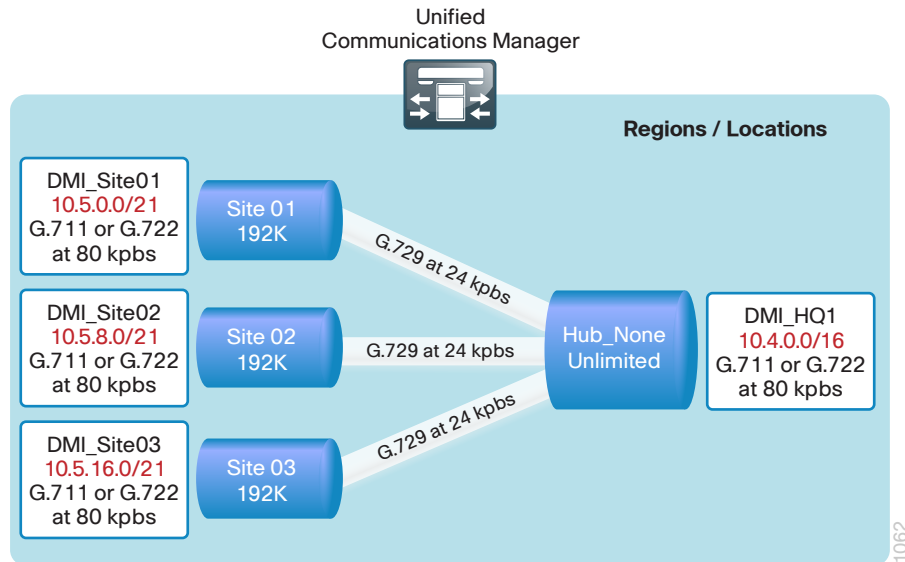 Unified
Communications Manager
Regions / Locations
DMI_Site01
10.5.0.0/21
G.711 or G.722
at 80 kpbs
Site 01
192K
G.729 at 24 kpbs
DMI_Site02
10.5.8.0/21
G.711 or G.722
at 80 kpbs
Site 02
192K
G.729 at 24 kpbs
Hub_None
Unlimited
DMI_HQ1
10.4.0.0/16
G.711 or G.722
at 80 kpbs
DMI_Site03
10.5.16.0/21
G.711 or G.722
at 80 kpbs
Site 03
192K
G.729 at 24 kpbs
1062